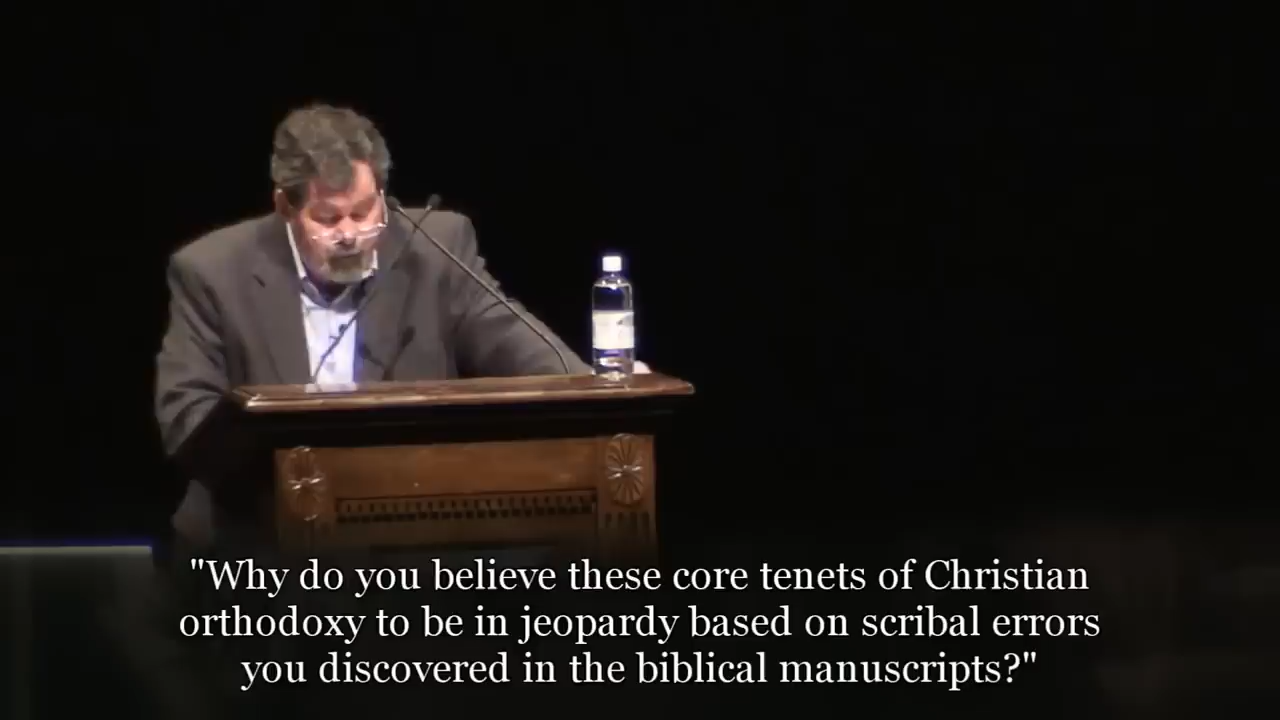 "Why do you believe these core tenets of Christian
orthodoxy to be in jeopardy based on scribal errors
you discovered in the biblical manuscripts?"